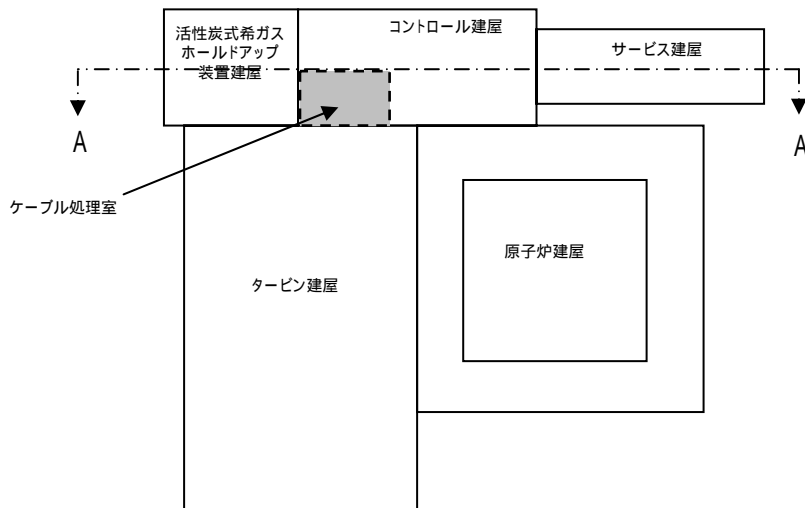 活性炭式希ガス
ホールドアップ
装置建屋
コントロール建屋
サービス建屋
A
A
ケーブル処理室
原子炉建屋
タービン建屋